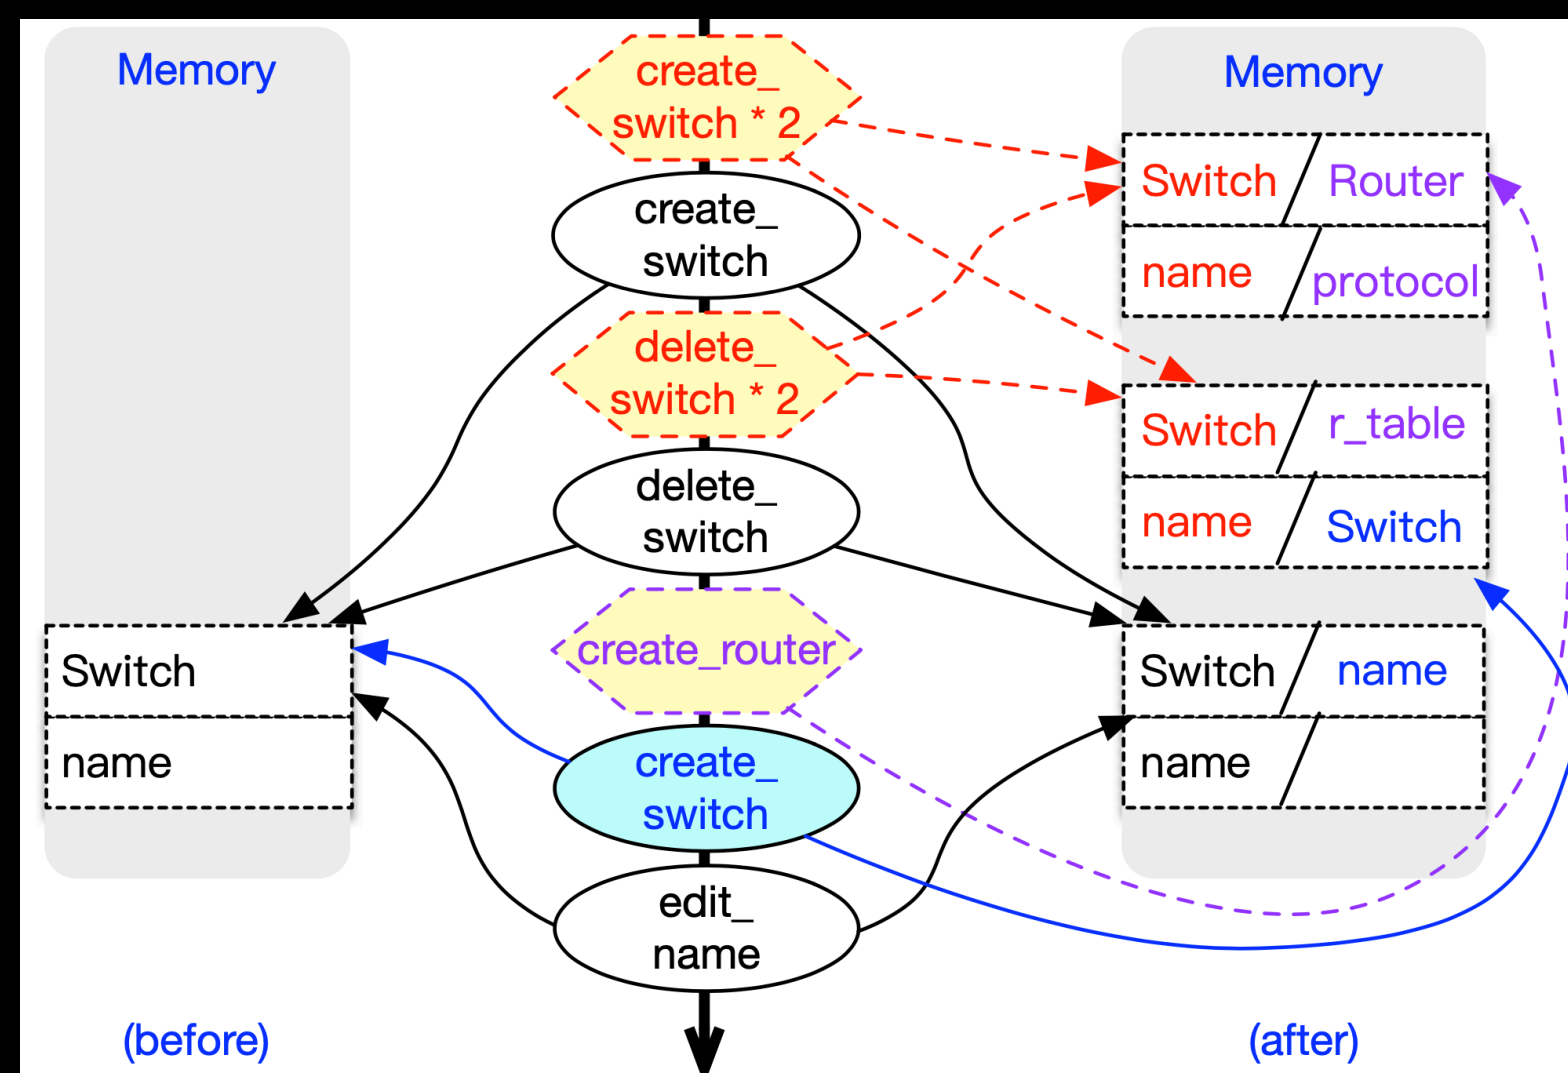 Memory
Switch
name
(before)
create_
switch * 2
create_
switch
delete_
switch * 2
delete_
switch
create_router
create_
switch
edit_
name
Memory
Switch / Router
name / protocol
Switch / r_table
name / Switch
Switch / name
name /
(after)